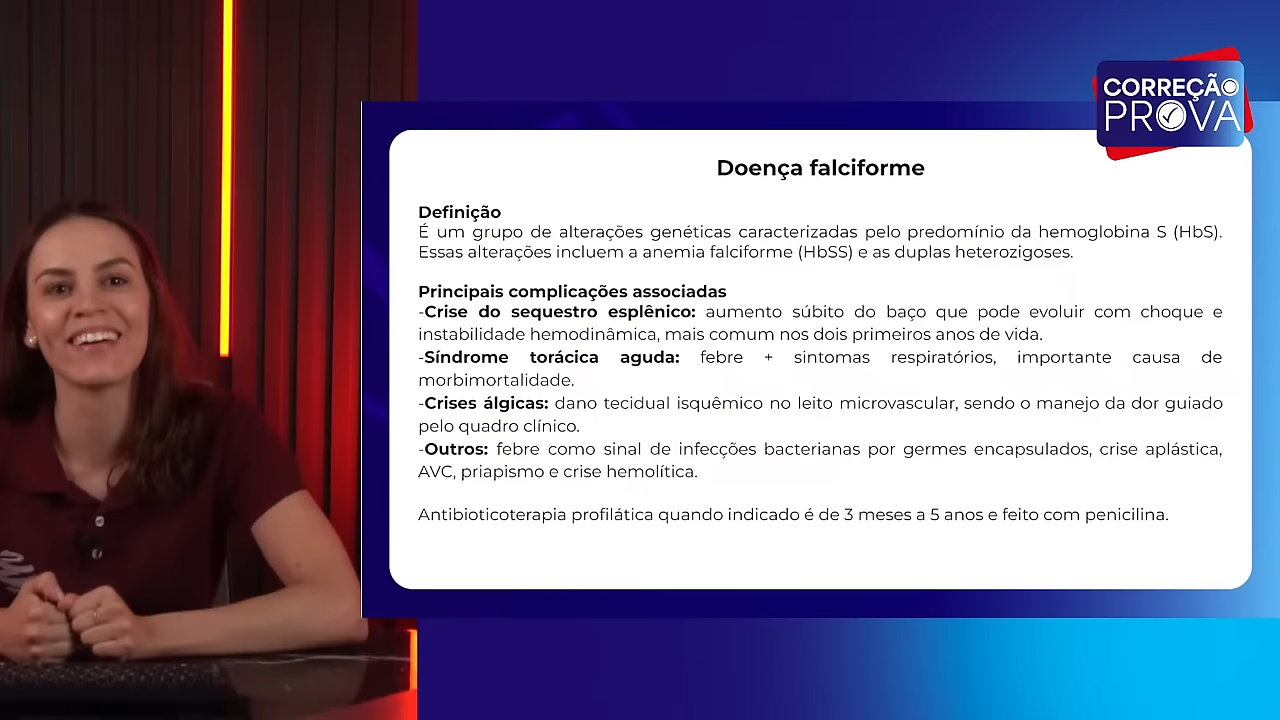 CORREÇÃO
PROVA
Doença falciforme
Definição
É um grupo de alterações genéticas caracterizadas pelo predomínio da hemoglobina S (HbS).
Essas alterações incluem a anemia falciforme (HbSS) e as duplas heterozigoses.
Principais complicações associadas
-Crise do sequestro esplênico: aumento súbito do baço que pode evoluir com choque e
instabilidade hemodinâmica, mais comum nos dois primeiros anos de vida.
-Síndrome torácica aguda: febre + sintomas respiratórios, importante causa de
morbimortalidade.
-Crises álgicas: dano tecidual isquêmico no leito microvascular, sendo o manejo da dor guiado
pelo quadro clínico.
-Outros: febre como sinal de infecções bacterianas por germes encapsulados, crise aplástica,
AVC, priapismo e crise hemolítica.
Antibioticoterapia profilática quando indicado é de 3 meses a 5 anos e feito com penicilina.